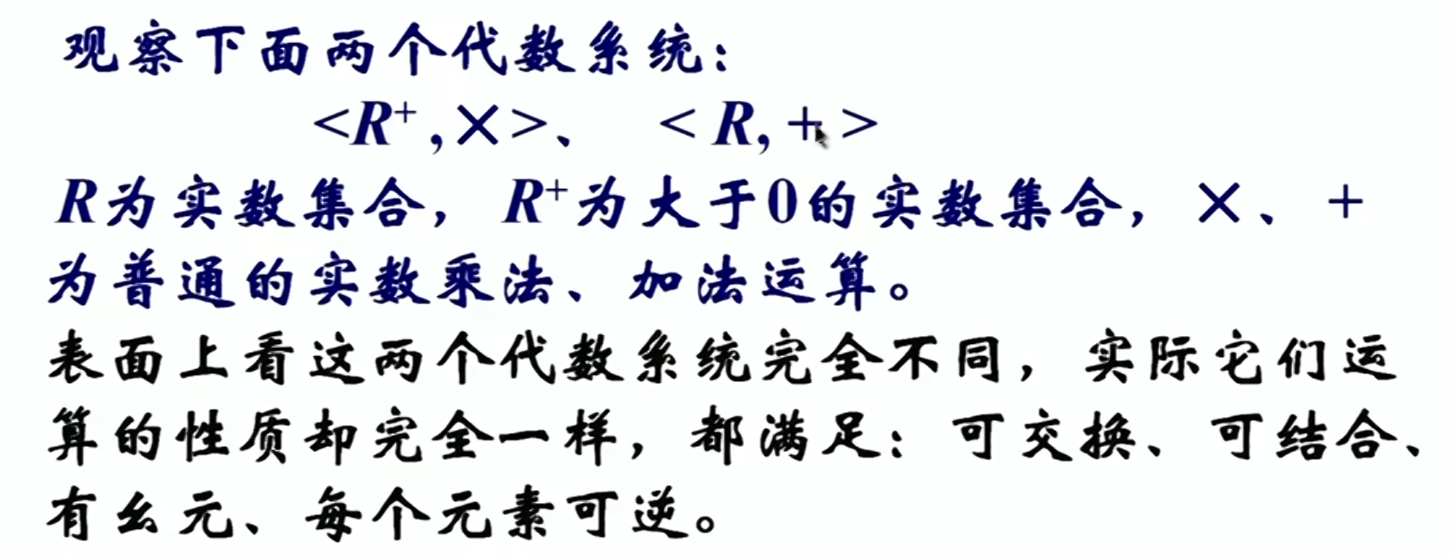 观察下面两个代数系统：
<R⁺,×>、 <R,+>
R为实数集合，R⁺为大于0的实数集合，×、+
为普通的实数乘法、加法运算。
表面上看这两个代数系统完全不同，实际它们运
算的性质却完全一样，都满足：可交换、可结合、
有幺元、每个元素可逆。